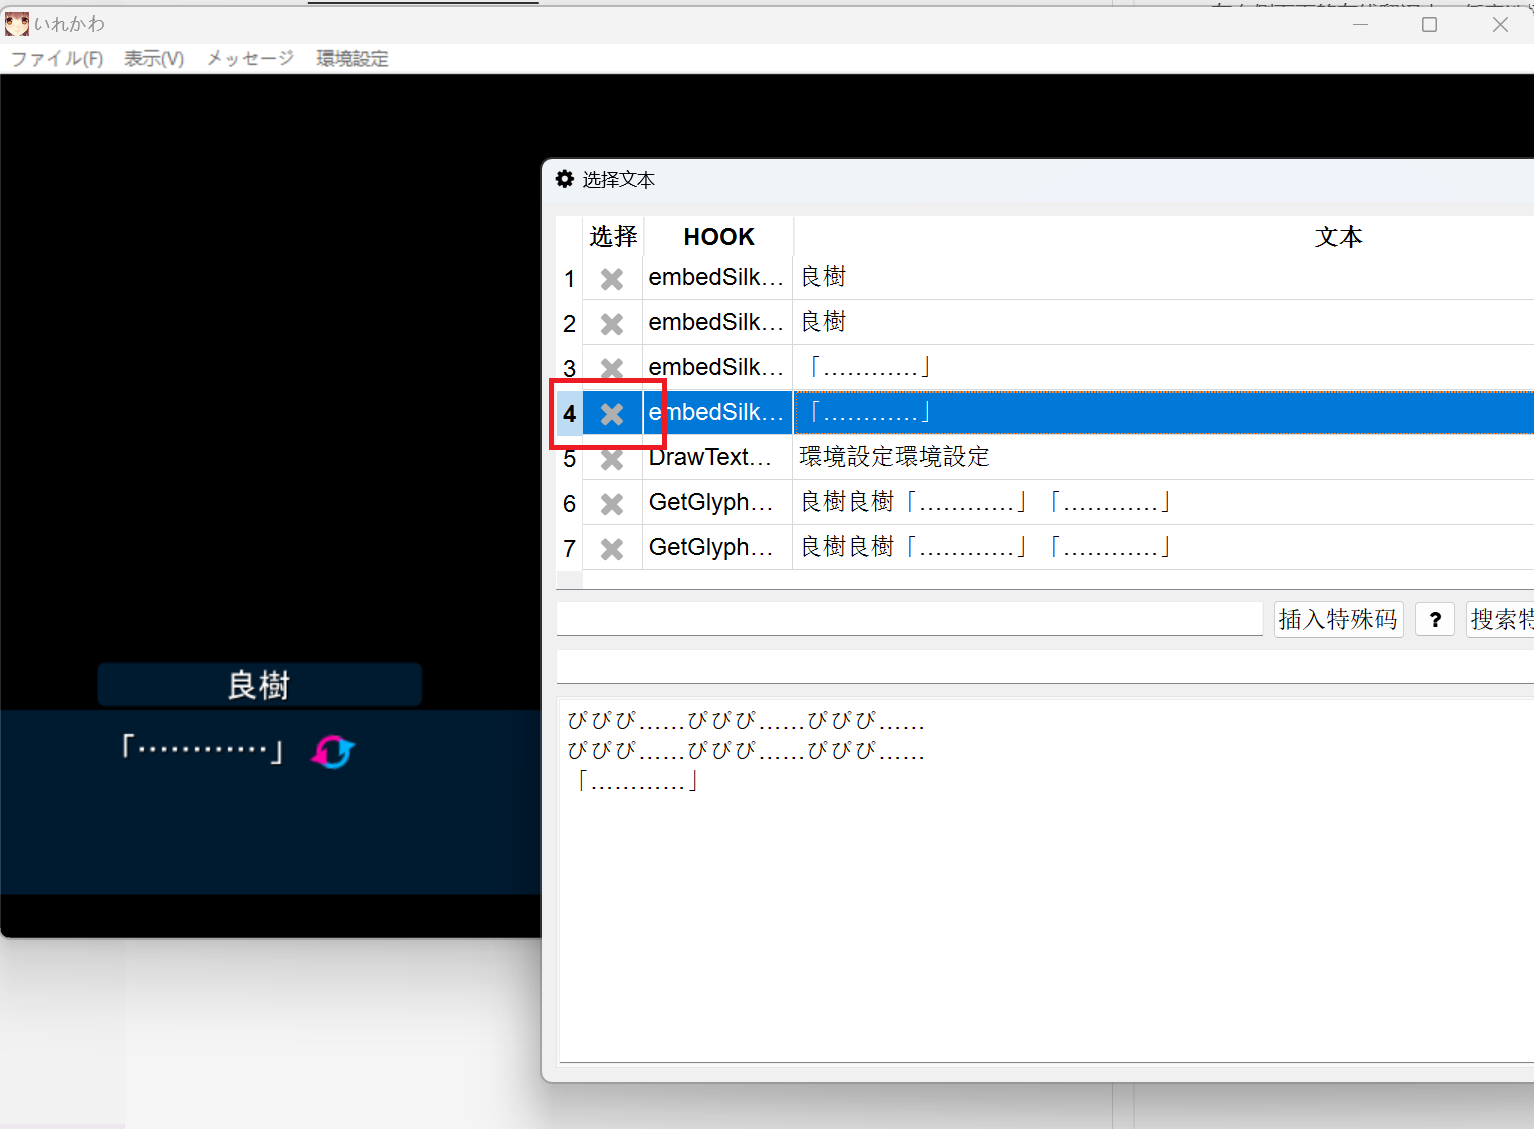 いれかわ
ファイル(F) 表示(V) メッセージ 環境設定
选择文本
选择 HOOK 文本
1 embedSilk... 良樹
2 embedSilk... 良樹
3 embedSilk... 「…………」
4 embedSilk... 「…………」
5 DrawText... 環境設定環境設定
6 GetGlyph... 良樹良樹「…………」「…………」
7 GetGlyph... 良樹良樹「…………」「…………」
插入特殊码 ? 搜索特
ぴぴぴ……ぴぴぴ……ぴぴぴ……
ぴぴぴ……ぴぴぴ……ぴぴぴ……
「…………」
良樹
「…………」